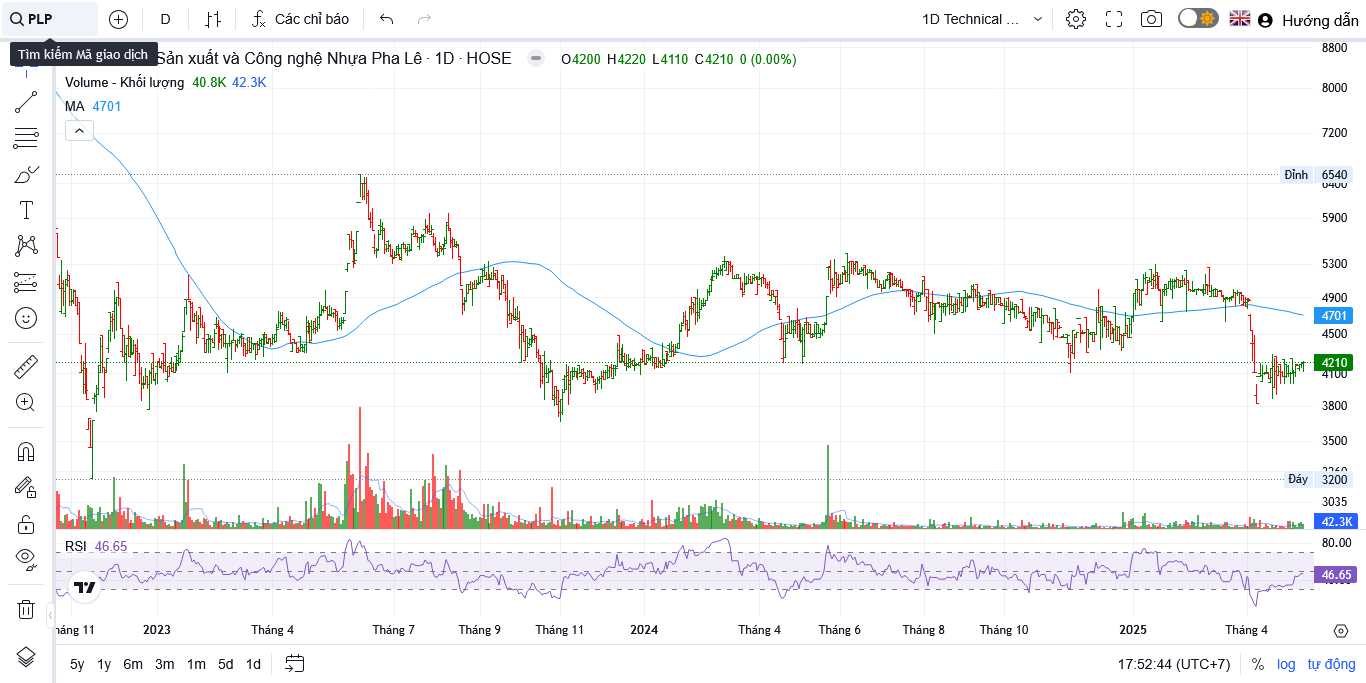 PLP
D
Các chỉ báo
1D Technical ...
Hướng dẫn
Tìm kiếm Mã giao dịch
Sản xuất và Công nghệ Nhựa Pha Lê · 1D · HOSE
O4200 H4220 L4110 C4210 0 (0.00%)
Volume - Khối lượng 40.8K 42.3K
MA 4701
8800
8000
7200
Đỉnh 6540
6400
5900
5300
4900
4701
4500
4210
4100
3800
3500
3260
Đáy 3200
3035
42.3K
RSI 46.65
80.00
46.65
háng 11 2023 Tháng 4 Tháng 7 Tháng 9 Tháng 11 2024 Tháng 4 Tháng 6 Tháng 8 Tháng 10 2025 Tháng 4
5y 1y 6m 3m 1m 5d 1d
17:52:44 (UTC+7) % log tự động